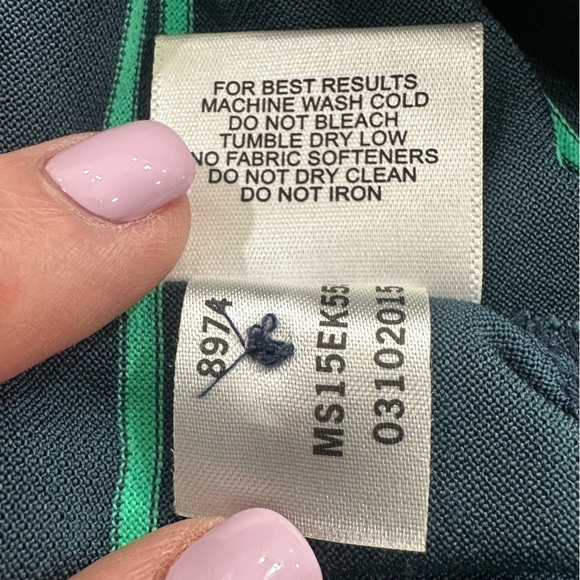 FOR BEST RESULTS
MACHINE WASH COLD
DO NOT BLEACH
TUMBLE DRY LOW
NO FABRIC SOFTENERS
DO NOT DRY CLEAN
DO NOT IRON
8974
MS15EK55
03102015